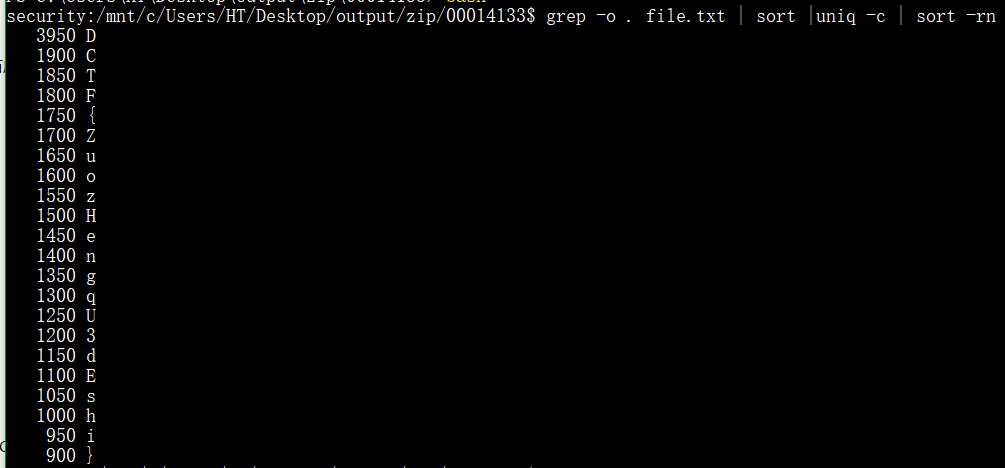 security:/mnt/c/Users/HT/Desktop/output/zip/00014133$ grep -o . file.txt | sort |uniq -c | sort -rn
3950 D
1900 C
1850 T
1800 F
1750 {
1700 Z
1650 u
1600 o
1550 z
1500 H
1450 e
1400 n
1350 g
1300 q
1250 U
1200 3
1150 d
1100 E
1050 s
1000 h
950 i
900 }